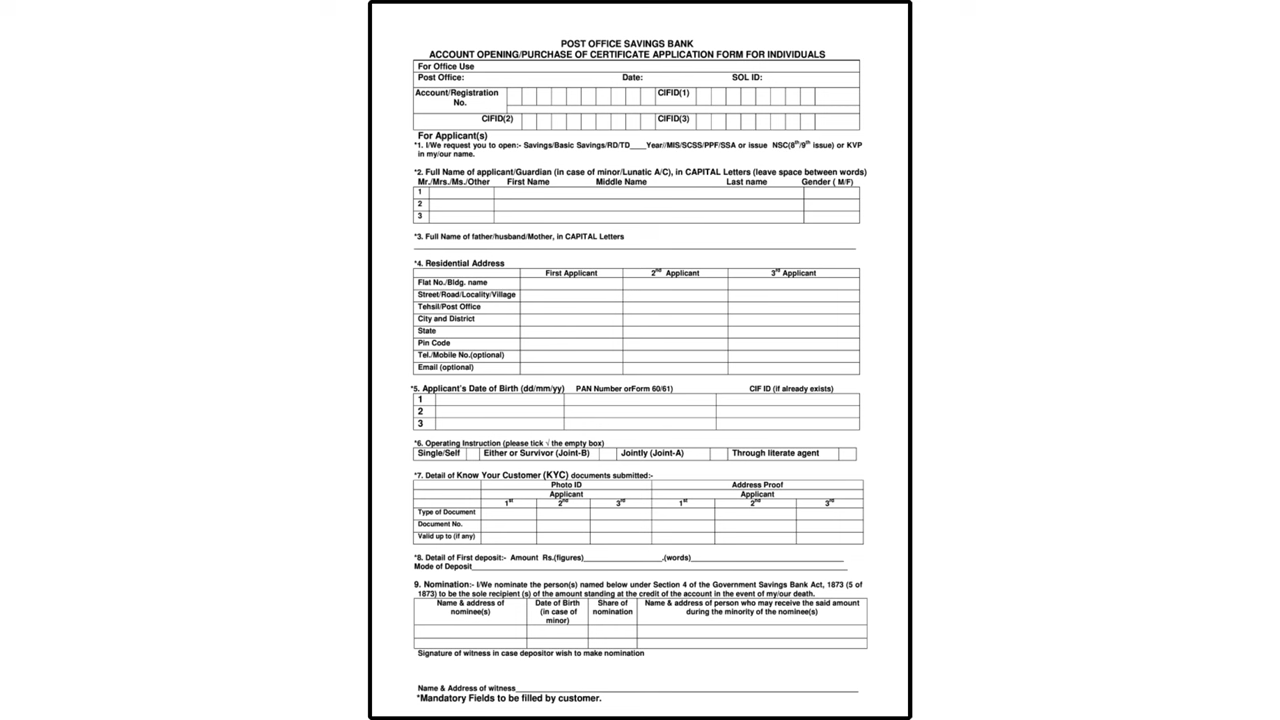 POST OFFICE SAVINGS BANK
ACCOUNT OPENING/PURCHASE OF CERTIFICATE APPLICATION FORM FOR INDIVIDUALS
For Office Use
Post Office: Date: SOL ID:
Account/Registration No. CIFID(1)
CIFID(2) CIFID(3)
For Applicant(s)
*1. I/We request you to open:- Savings/Basic Savings/RD/TD____Year//MIS/SCSS/PPF/SSA or issue NSC(8th/9th issue) or KVP
in my/our name.
*2. Full Name of applicant/Guardian (in case of minor/Lunatic A/C), in CAPITAL Letters (leave space between words)
Mr./Mrs./Ms./Other First Name Middle Name Last name Gender ( M/F)
1
2
3
*3. Full Name of father/husband/Mother, in CAPITAL Letters
*4. Residential Address
First Applicant 2nd Applicant 3rd Applicant
Flat No./Bldg. name
Street/Road/Locality/Village
Tehsil/Post Office
City and District
State
Pin Code
Tel./Mobile No.(optional)
Email (optional)
*5. Applicant's Date of Birth (dd/mm/yy) PAN Number orForm 60/61) CIF ID (if already exists)
1
2
3
*6. Operating Instruction (please tick √ the empty box)
Single/Self Either or Survivor (Joint-B) Jointly (Joint-A) Through literate agent
*7. Detail of Know Your Customer (KYC) documents submitted:-
Photo ID Address Proof
Applicant Applicant
1st 2nd 3rd 1st 2nd 3rd
Type of Document
Document No.
Valid up to (if any)
*8. Detail of First deposit:- Amount Rs.(figures)__________________.(words)___________________________________
Mode of Deposit____________________________________________________________
9. Nomination:- I/We nominate the person(s) named below under Section 4 of the Government Savings Bank Act, 1873 (5 of
1873) to be the sole recipient (s) of the amount standing at the credit of the account in the event of my/our death.
Name & address of nominee(s) Date of Birth (in case of minor) Share of nomination Name & address of person who may receive the said amount during the minority of the nominee(s)
Signature of witness in case depositor wish to make nomination
Name & Address of witness____________________________________________________________
*Mandatory Fields to be filled by customer.